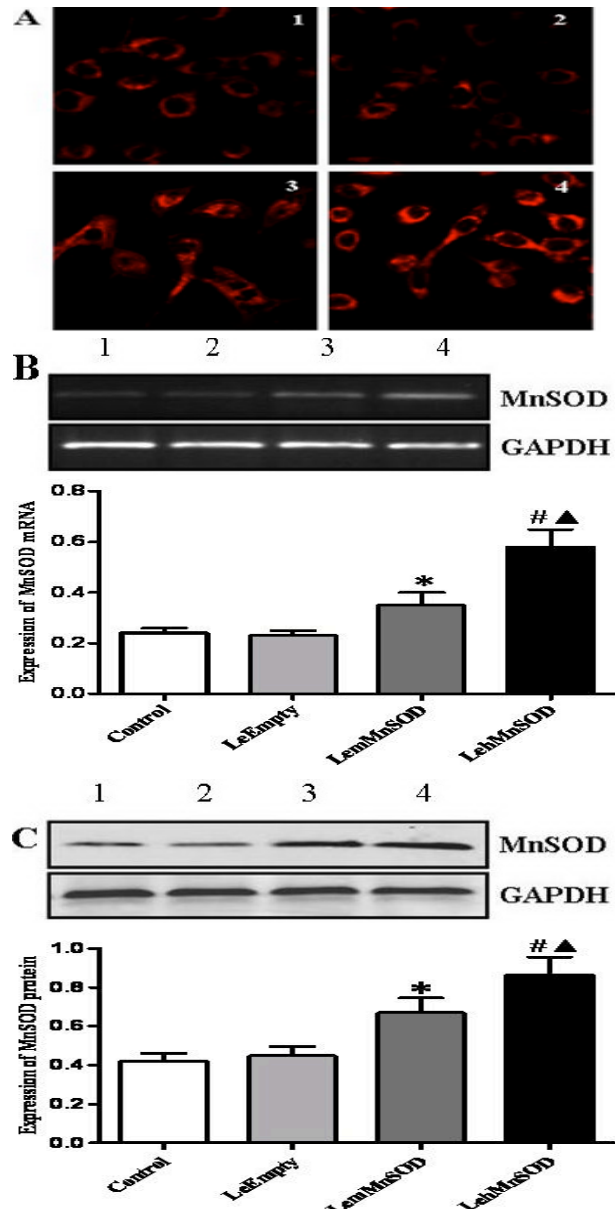 A
1
2
3
4
1 2 3 4
B
MnSOD
GAPDH
Expression of MnSOD mRNA
0.8
0.6
0.4
0.2
0.0
*
# ▲
Control
LeEmpty
LemMnSOD
LehMnSOD
1 2 3 4
C
MnSOD
GAPDH
Expression of MnSOD protein
1.0
0.8
0.6
0.4
0.2
0.0
*
# ▲
Control
LeEmpty
LemMnSOD
LehMnSOD